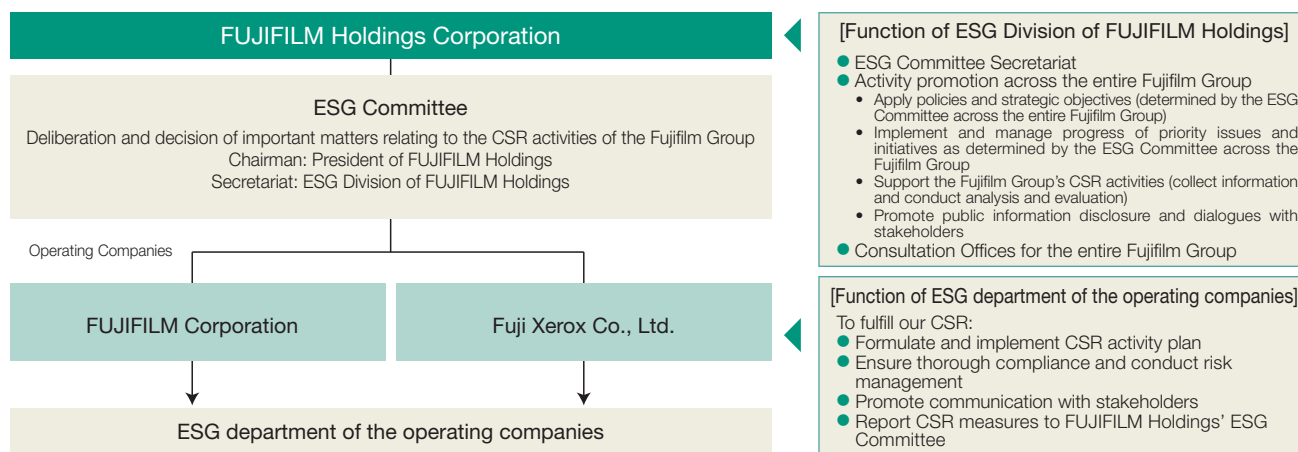 FUJIFILM Holdings Corporation
ESG Committee
Deliberation and decision of important matters relating to the CSR activities of the Fujifilm Group
Chairman: President of FUJIFILM Holdings
Secretariat: ESG Division of FUJIFILM Holdings
Operating Companies
FUJIFILM Corporation
Fuji Xerox Co., Ltd.
ESG department of the operating companies
[Function of ESG Division of FUJIFILM Holdings]
● ESG Committee Secretariat
● Activity promotion across the entire Fujifilm Group
• Apply policies and strategic objectives (determined by the ESG
Committee across the entire Fujifilm Group)
• Implement and manage progress of priority issues and
initiatives as determined by the ESG Committee across the
Fujifilm Group
• Support the Fujifilm Group's CSR activities (collect information
and conduct analysis and evaluation)
• Promote public information disclosure and dialogues with
stakeholders
● Consultation Offices for the entire Fujifilm Group
[Function of ESG department of the operating companies]
To fulfill our CSR:
● Formulate and implement CSR activity plan
● Ensure thorough compliance and conduct risk
management
● Promote communication with stakeholders
● Report CSR measures to FUJIFILM Holdings' ESG
Committee